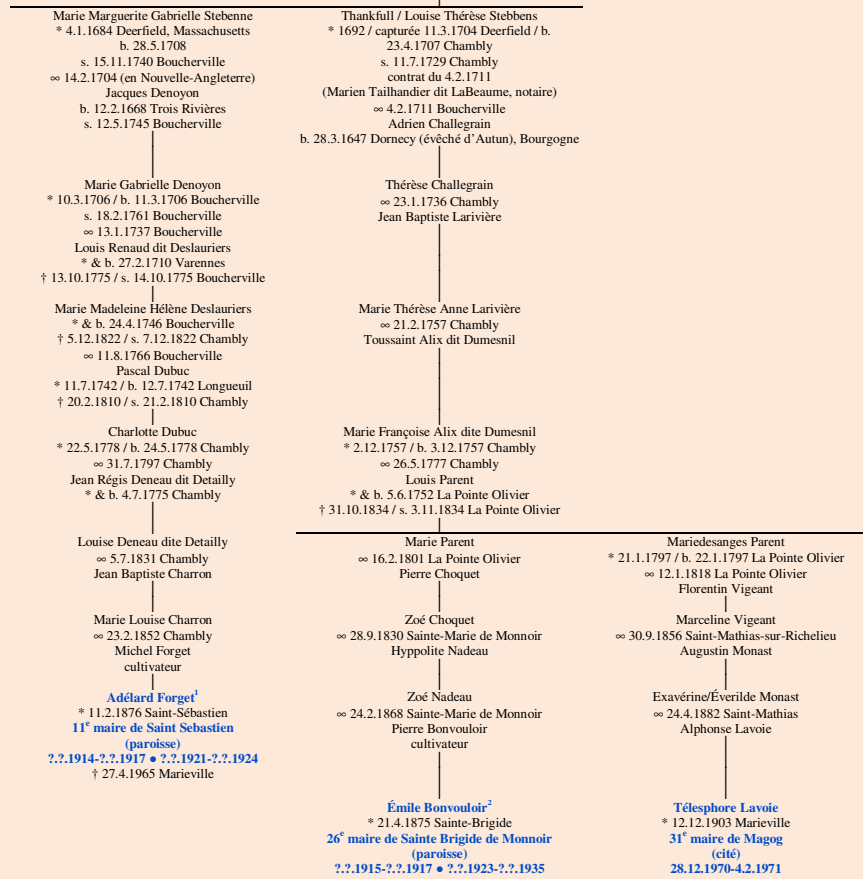 Marie Marguerite Gabrielle Stebenne
* 4.1.1684 Deerfield, Massachusetts
b. 28.5.1708
s. 15.11.1740 Boucherville
∞ 14.2.1704 (en Nouvelle-Angleterre)
Jacques Denoyon
b. 12.2.1668 Trois Rivières
s. 12.5.1745 Boucherville
Marie Gabrielle Denoyon
* 10.3.1706 / b. 11.3.1706 Boucherville
s. 18.2.1761 Boucherville
∞ 13.1.1737 Boucherville
Louis Renaud dit Deslauriers
* & b. 27.2.1710 Varennes
† 13.10.1775 / s. 14.10.1775 Boucherville
Marie Madeleine Hélène Deslauriers
* & b. 24.4.1746 Boucherville
† 5.12.1822 / s. 7.12.1822 Chambly
∞ 11.8.1766 Boucherville
Pascal Dubuc
* 11.7.1742 / b. 12.7.1742 Longueuil
† 20.2.1810 / s. 21.2.1810 Chambly
Charlotte Dubuc
* 22.5.1778 / b. 24.5.1778 Chambly
∞ 31.7.1797 Chambly
Jean Régis Deneau dit Detailly
* & b. 4.7.1775 Chambly
Louise Deneau dite Detailly
∞ 5.7.1831 Chambly
Jean Baptiste Charron
Marie Louise Charron
∞ 23.2.1852 Chambly
Michel Forget
cultivateur
Adélard Forget¹
* 11.2.1876 Saint-Sébastien
11e maire de Saint Sebastien
(paroisse)
?.?.1914-?.?.1917 ● ?.?.1921-?.?.1924
† 27.4.1965 Marieville
Thankfull / Louise Thérèse Stebbens
* 1692 / capturée 11.3.1704 Deerfield / b.
23.4.1707 Chambly
s. 11.7.1729 Chambly
contrat du 4.2.1711
(Marien Tailhandier dit LaBeaume, notaire)
∞ 4.2.1711 Boucherville
Adrien Challegrain
b. 28.3.1647 Dornecy (évêché d'Autun), Bourgogne
Thérèse Challegrain
∞ 23.1.1736 Chambly
Jean Baptiste Larivière
Marie Thérèse Anne Larivière
∞ 21.2.1757 Chambly
Toussaint Alix dit Dumesnil
Marie Françoise Alix dite Dumesnil
* 2.12.1757 / b. 3.12.1757 Chambly
∞ 26.5.1777 Chambly
Louis Parent
* & b. 5.6.1752 La Pointe Olivier
† 31.10.1834 / s. 3.11.1834 La Pointe Olivier
Marie Parent
∞ 16.2.1801 La Pointe Olivier
Pierre Choquet
Zoé Choquet
∞ 28.9.1830 Sainte-Marie de Monnoir
Hyppolite Nadeau
Zoé Nadeau
∞ 24.2.1868 Sainte-Marie de Monnoir
Pierre Bonvouloir
cultivateur
Émile Bonvouloir²
* 21.4.1875 Sainte-Brigide
26e maire de Sainte Brigide de Monnoir
(paroisse)
?.?.1915-?.?.1917 ● ?.?.1923-?.?.1935
Mariedesanges Parent
* 21.1.1797 / b. 22.1.1797 La Pointe Olivier
∞ 12.1.1818 La Pointe Olivier
Florentin Vigeant
Marceline Vigeant
∞ 30.9.1856 Saint-Mathias-sur-Richelieu
Augustin Monast
Exavérine/Éverilde Monast
∞ 24.4.1882 Saint-Mathias
Alphonse Lavoie
Télesphore Lavoie
* 12.12.1903 Marieville
31e maire de Magog
(cité)
28.12.1970-4.2.1971